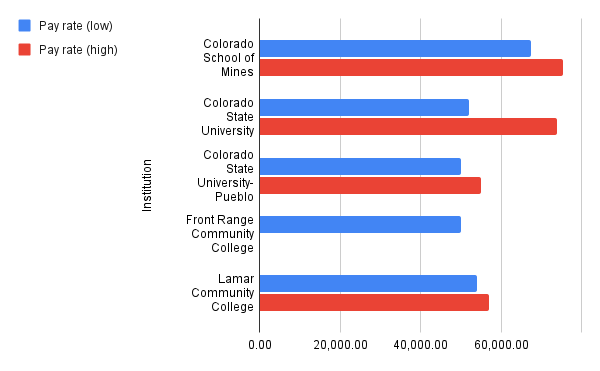 Pay rate (low)
Pay rate (high)
Institution
Colorado
School of
Mines
Colorado
State
University
Colorado
State
University-
Pueblo
Front Range
Community
College
Lamar
Community
College
0.00 20,000.00 40,000.00 60,000.00